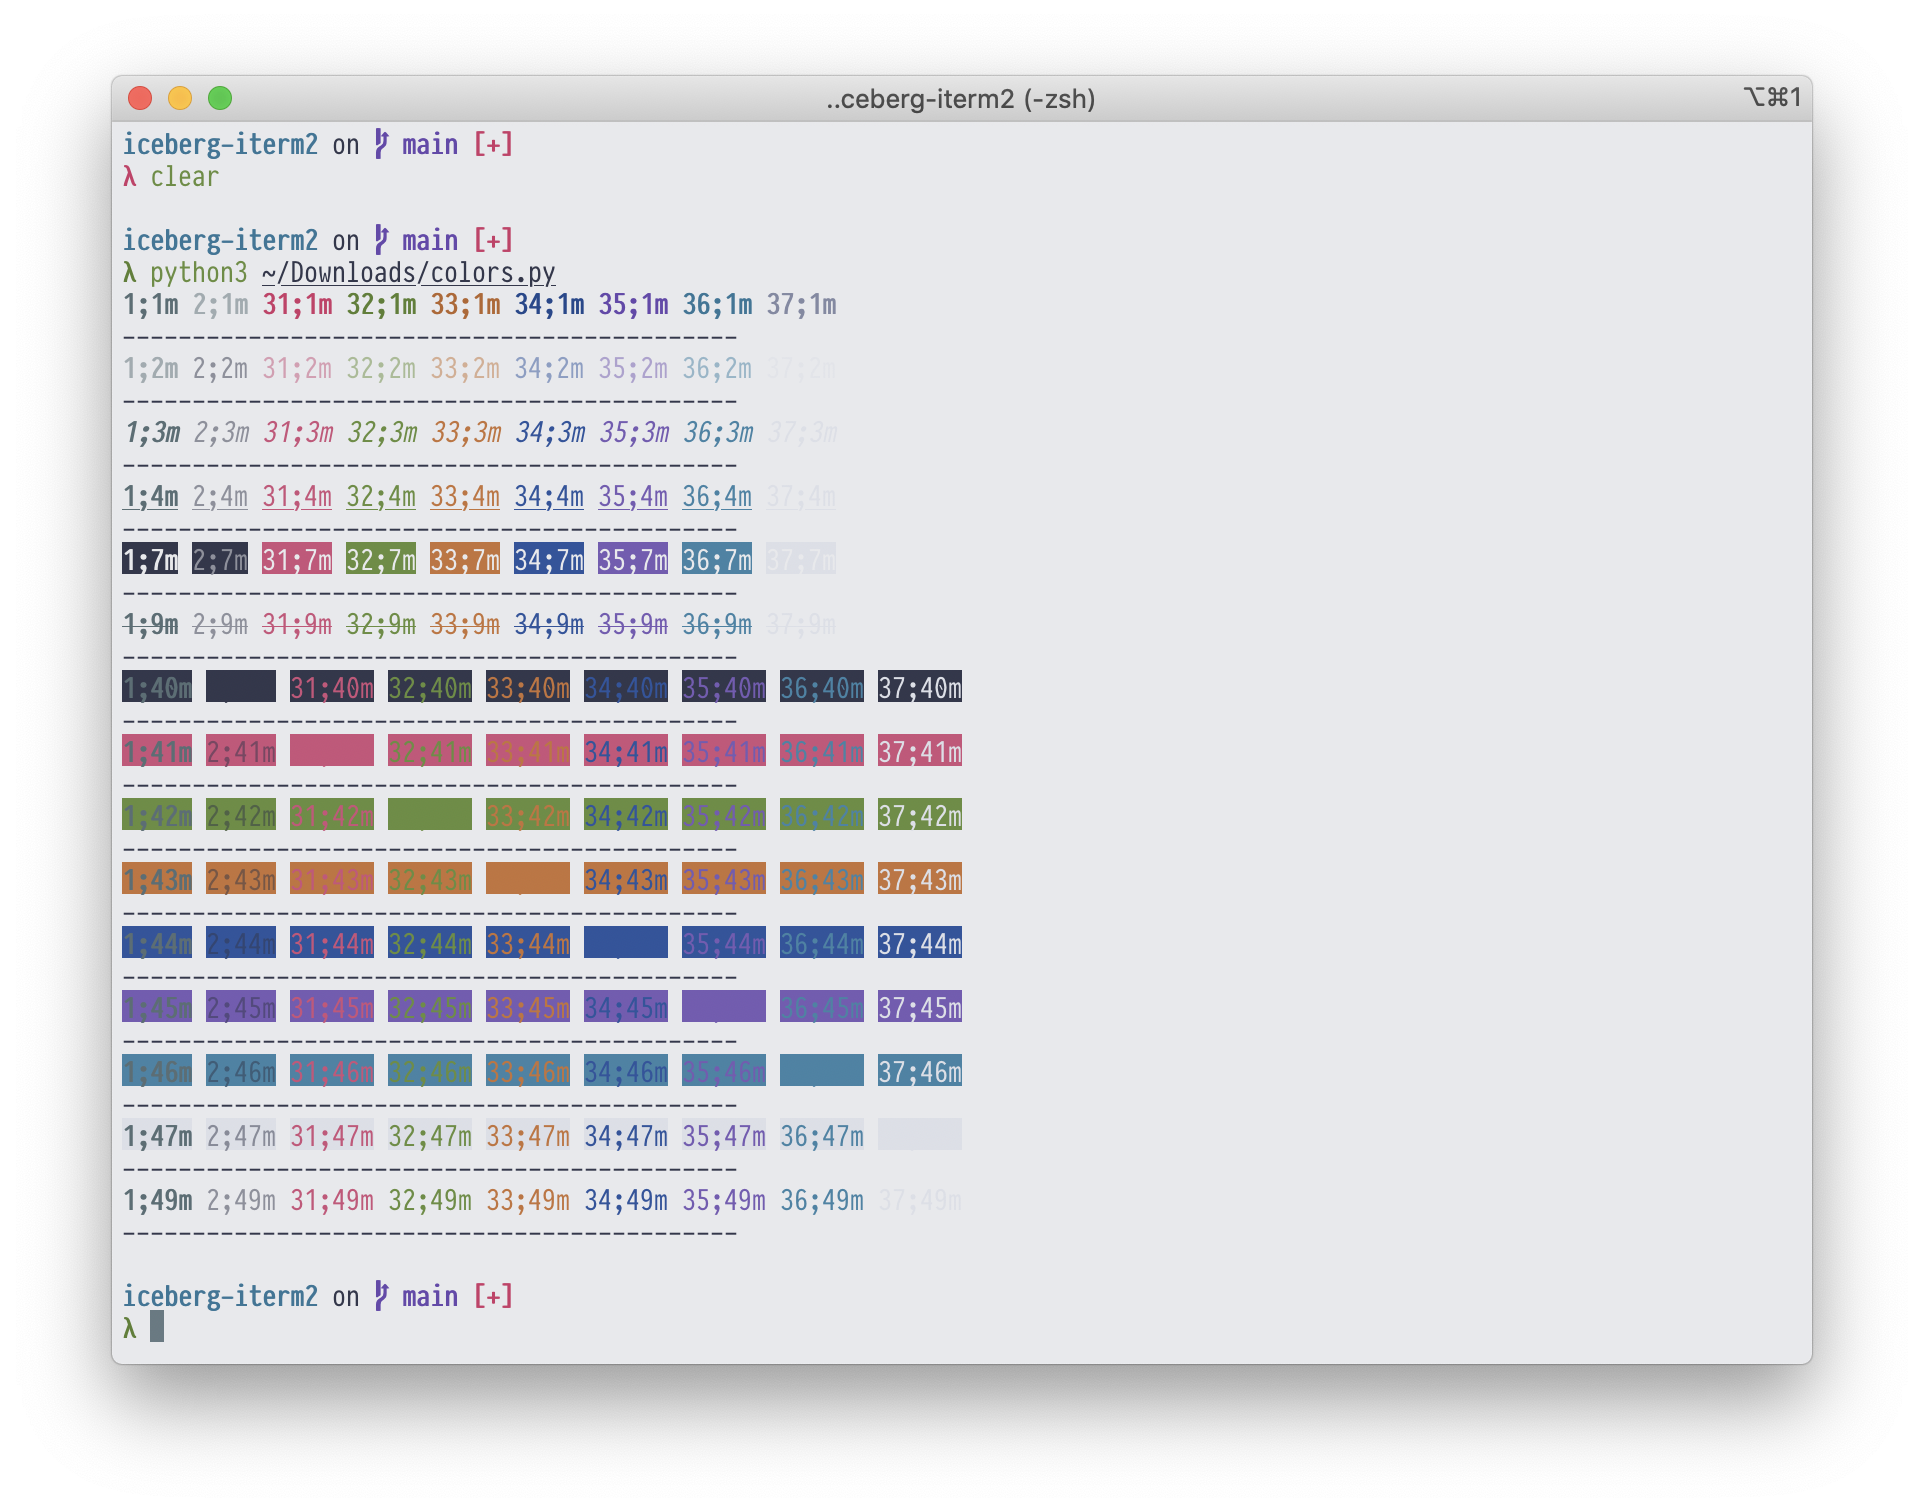 ..ceberg-iterm2 (-zsh)
⌥⌘1
iceberg-iterm2 on main [+]
λ clear
iceberg-iterm2 on main [+]
λ python3 ~/Downloads/colors.py
1;1m 2;1m 31;1m 32;1m 33;1m 34;1m 35;1m 36;1m 37;1m
--------------------------------------------
1;2m 2;2m 31;2m 32;2m 33;2m 34;2m 35;2m 36;2m 37;2m
--------------------------------------------
1;3m 2;3m 31;3m 32;3m 33;3m 34;3m 35;3m 36;3m 37;3m
--------------------------------------------
1;4m 2;4m 31;4m 32;4m 33;4m 34;4m 35;4m 36;4m 37;4m
--------------------------------------------
1;7m 2;7m 31;7m 32;7m 33;7m 34;7m 35;7m 36;7m 37;7m
--------------------------------------------
1;9m 2;9m 31;9m 32;9m 33;9m 34;9m 35;9m 36;9m 37;9m
--------------------------------------------
1;40m 31;40m 32;40m 33;40m 34;40m 35;40m 36;40m 37;40m
--------------------------------------------
1;41m 2;41m 32;41m 33;41m 34;41m 35;41m 36;41m 37;41m
--------------------------------------------
1;42m 2;42m 31;42m 33;42m 34;42m 35;42m 36;42m 37;42m
--------------------------------------------
1;43m 2;43m 31;43m 32;43m 34;43m 35;43m 36;43m 37;43m
--------------------------------------------
1;44m 2;44m 31;44m 32;44m 33;44m 35;44m 36;44m 37;44m
--------------------------------------------
1;45m 2;45m 31;45m 32;45m 33;45m 34;45m 36;45m 37;45m
--------------------------------------------
1;46m 2;46m 31;46m 32;46m 33;46m 34;46m 35;46m 37;46m
--------------------------------------------
1;47m 2;47m 31;47m 32;47m 33;47m 34;47m 35;47m 36;47m
--------------------------------------------
1;49m 2;49m 31;49m 32;49m 33;49m 34;49m 35;49m 36;49m 37;49m
--------------------------------------------
iceberg-iterm2 on main [+]
λ